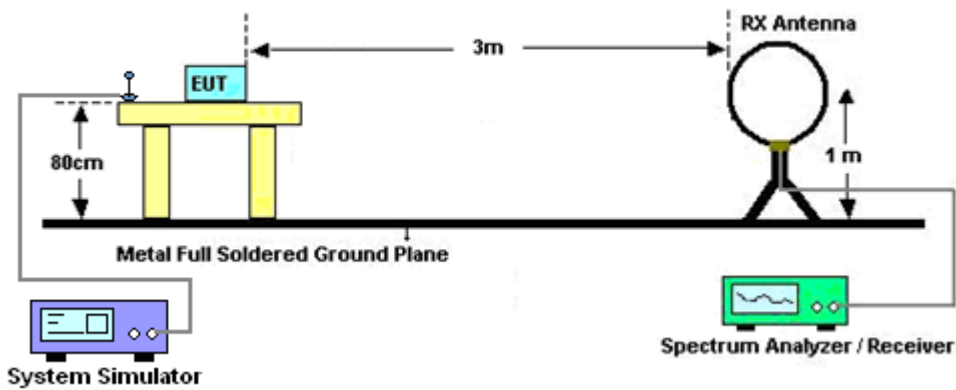 RX Antenna
3m
EUT
80cm
1 m
Metal Full Soldered Ground Plane
System Simulator
Spectrum Analyzer / Receiver